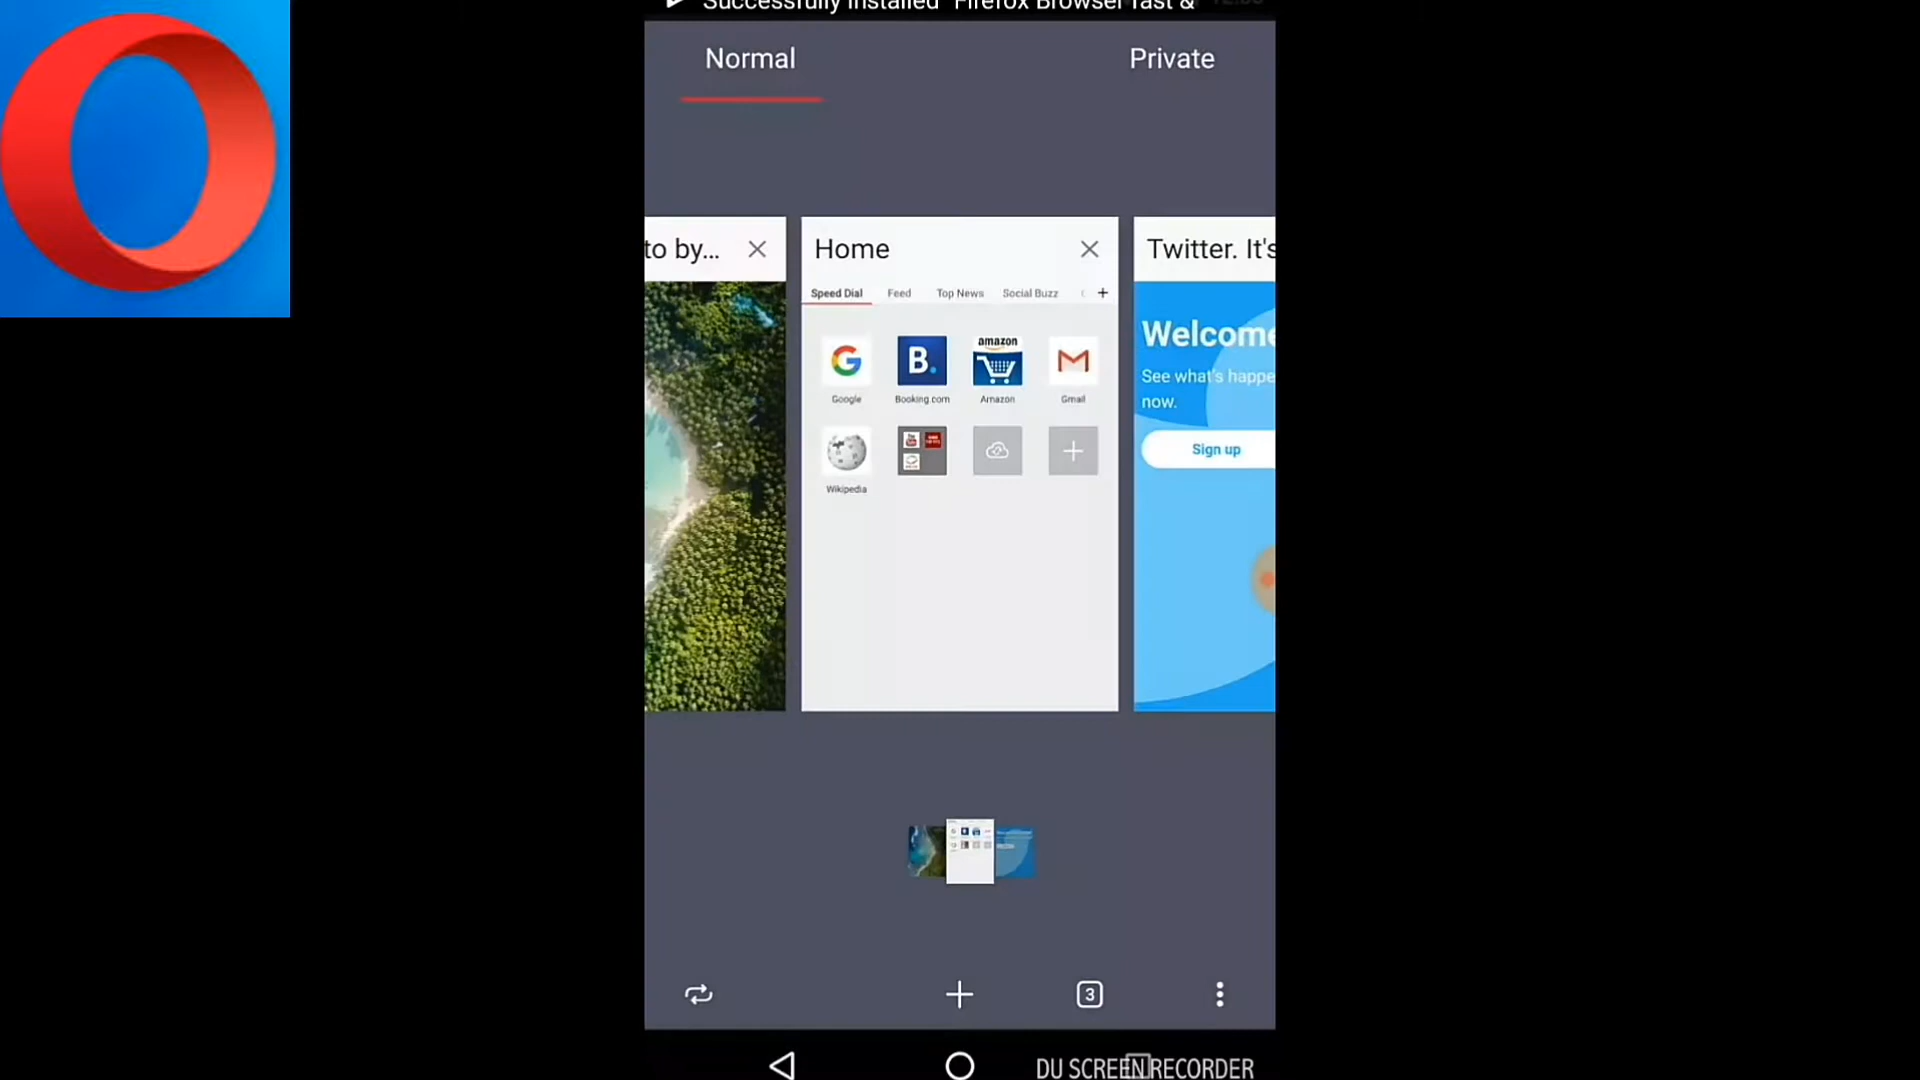 Successfully installed "Firefox Browser fast &
Normal Private
to by... Home Twitter. It's
Speed Dial Feed Top News Social Buzz
Welcome
See what's happe
now.
B.
amazon
Google Booking.com Amazon Gmail
Sign up
Wikipedia
3
DU SCREEN RECORDER